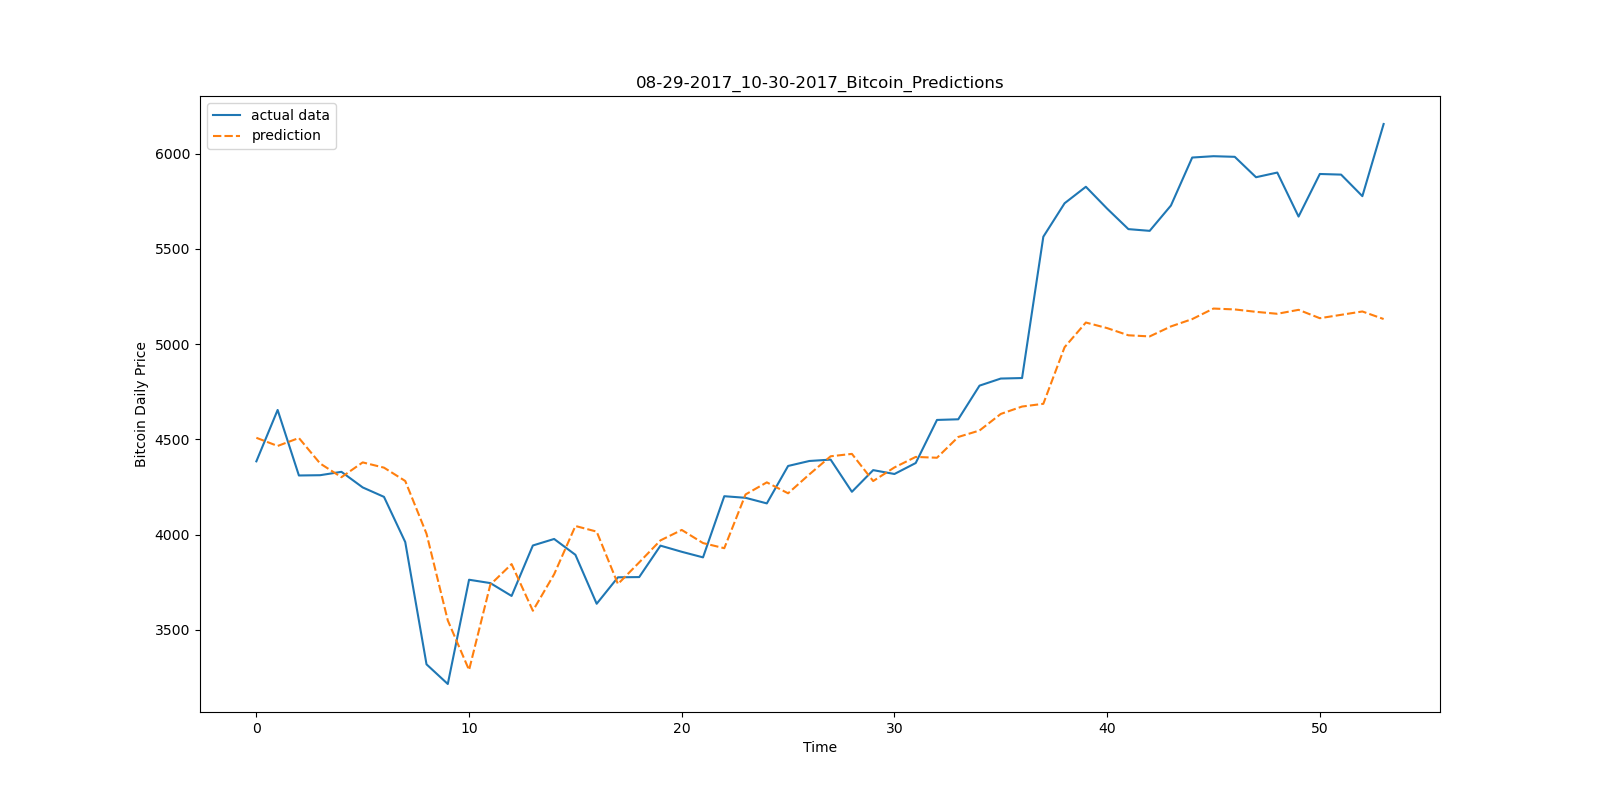 08-29-2017_10-30-2017_Bitcoin_Predictions
actual data
prediction
6000
5500
5000
4500
4000
3500
Bitcoin Daily Price
0 10 20 30 40 50
Time